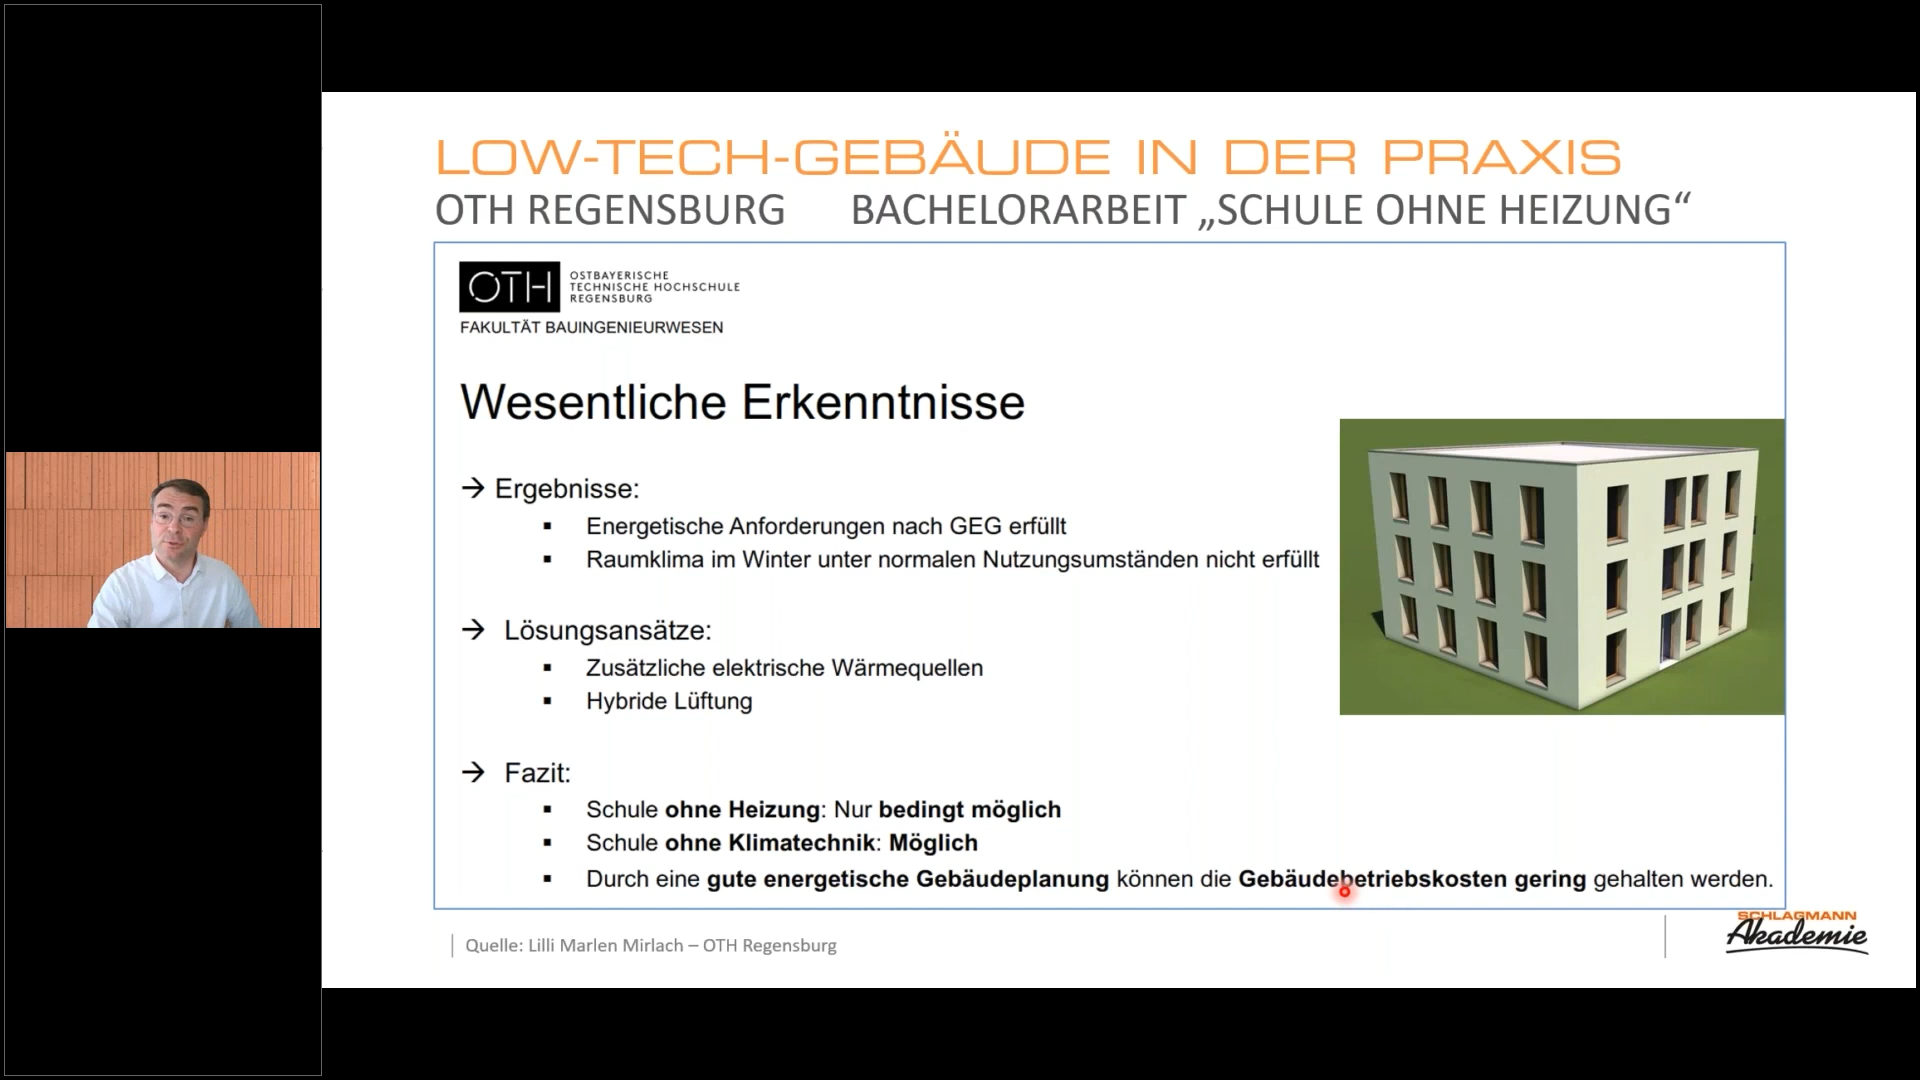 LOW-TECH-GEBÄUDE IN DER PRAXIS
OTH REGENSBURG BACHELORARBEIT „SCHULE OHNE HEIZUNG“
OTH
OSTBAYERISCHE
TECHNISCHE HOCHSCHULE
REGENSBURG
FAKULTÄT BAUINGENIEURWESEN
Wesentliche Erkenntnisse
→ Ergebnisse:
▪ Energetische Anforderungen nach GEG erfüllt
▪ Raumklima im Winter unter normalen Nutzungsumständen nicht erfüllt
→ Lösungsansätze:
▪ Zusätzliche elektrische Wärmequellen
▪ Hybride Lüftung
→ Fazit:
▪ Schule ohne Heizung: Nur bedingt möglich
▪ Schule ohne Klimatechnik: Möglich
▪ Durch eine gute energetische Gebäudeplanung können die Gebäudebetriebskosten gering gehalten werden.
Quelle: Lilli Marlen Mirlach – OTH Regensburg
SCHLAGMANN
Akademie